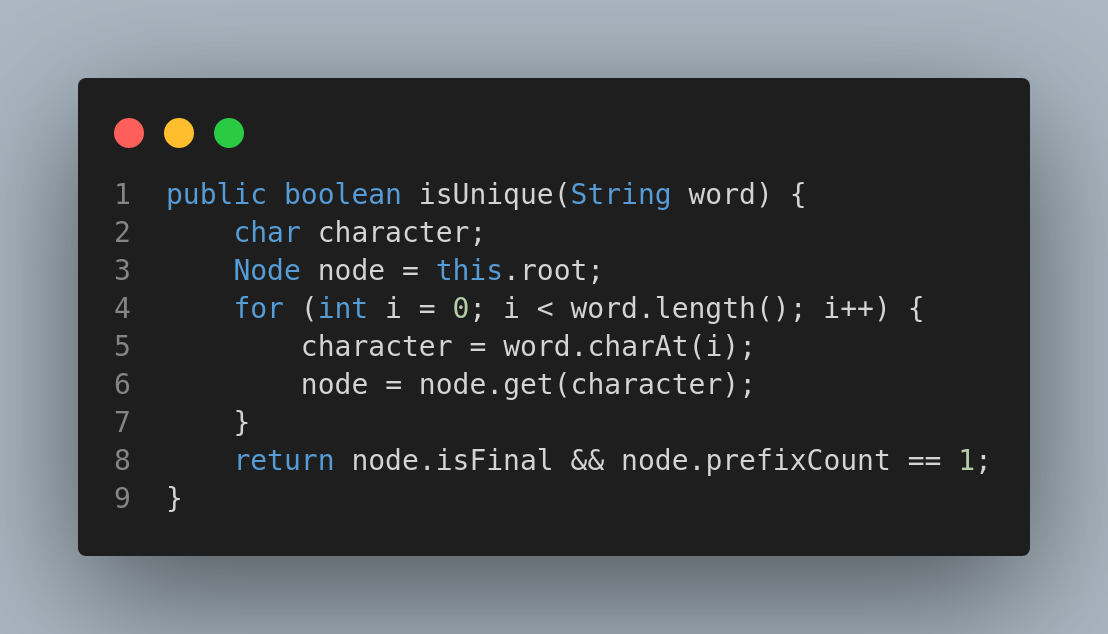 1 public boolean isUnique(String word) {
2     char character;
3     Node node = this.root;
4     for (int i = 0; i < word.length(); i++) {
5         character = word.charAt(i);
6         node = node.get(character);
7     }
8     return node.isFinal && node.prefixCount == 1;
9 }